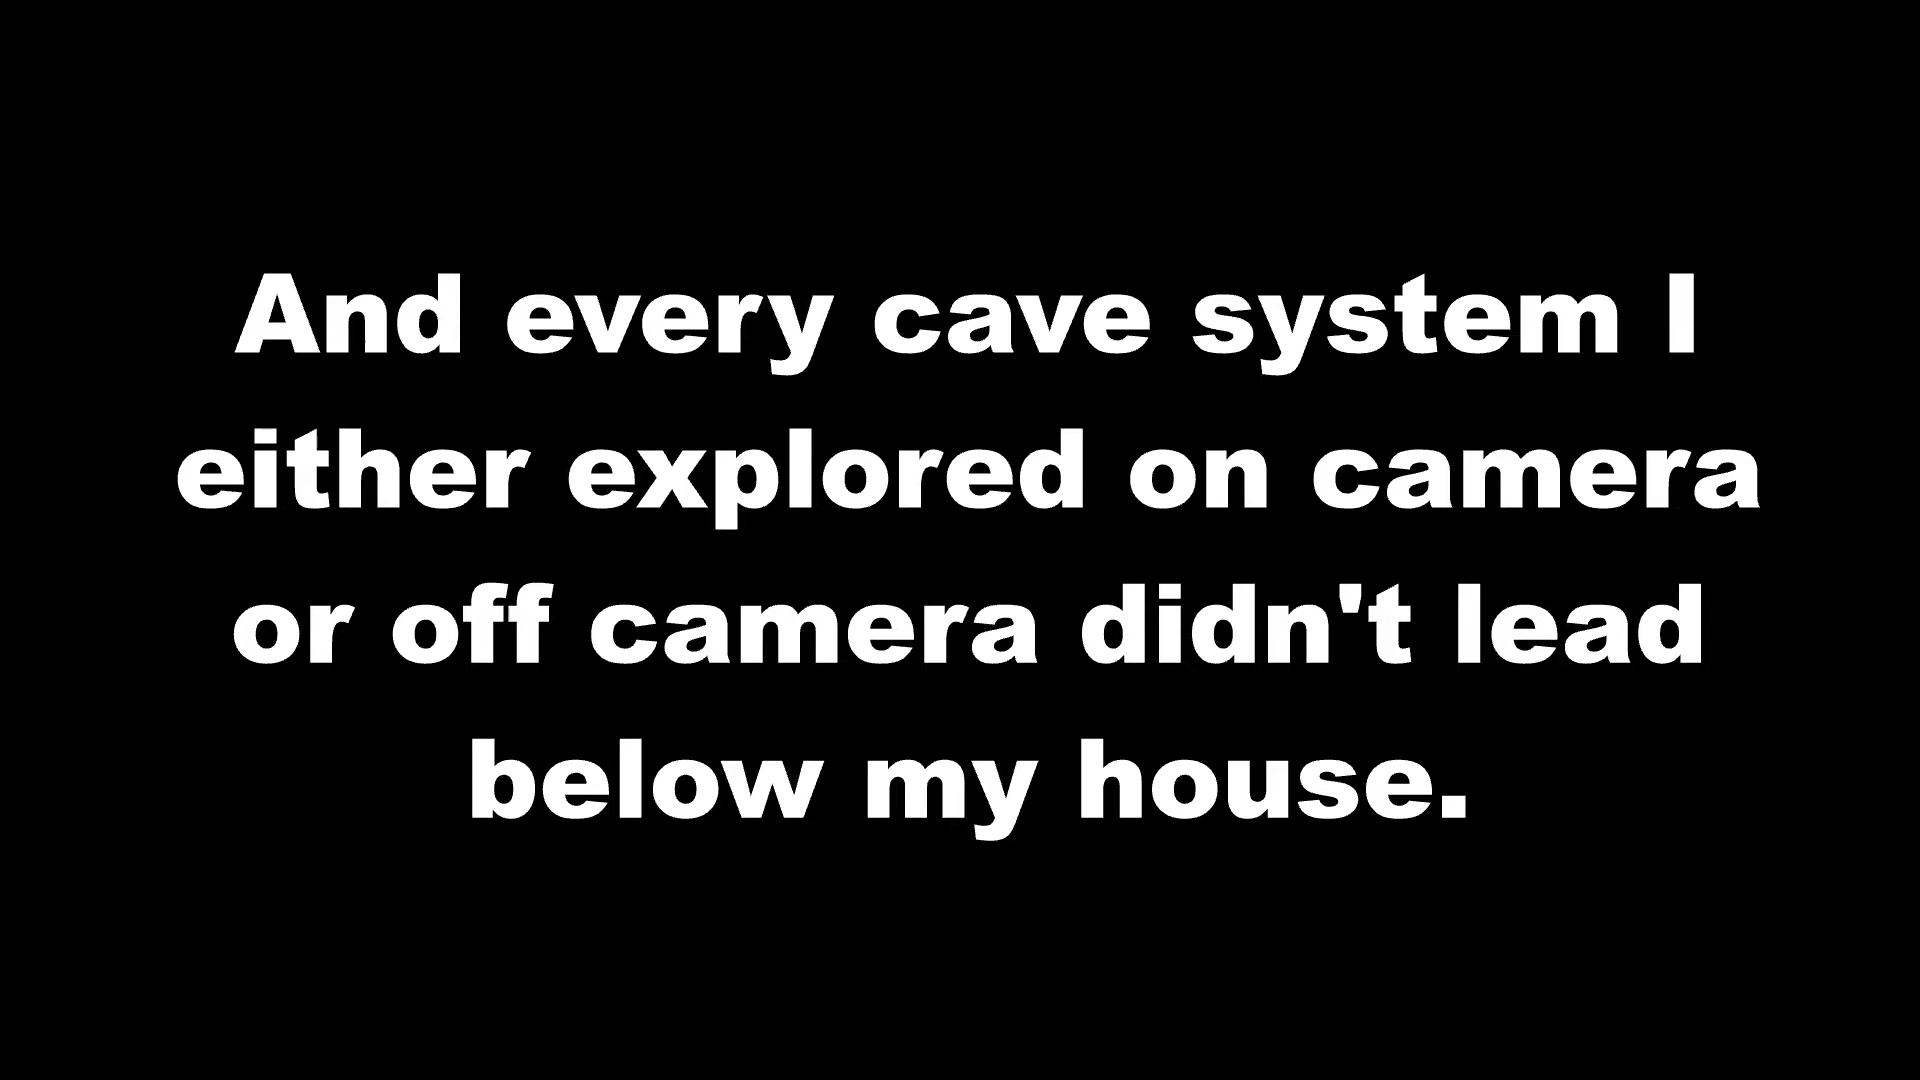 And every cave system I
either explored on camera
or off camera didn't lead
below my house.